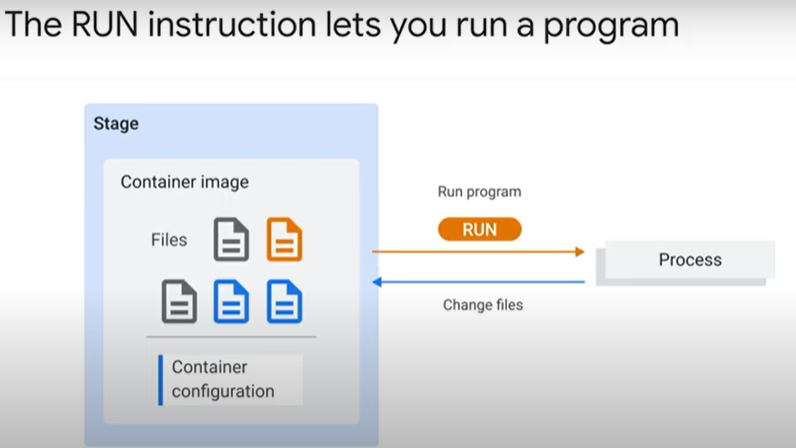 The RUN instruction lets you run a program
Stage
Container image
Files
Container
configuration
Run program
RUN
Change files
Process